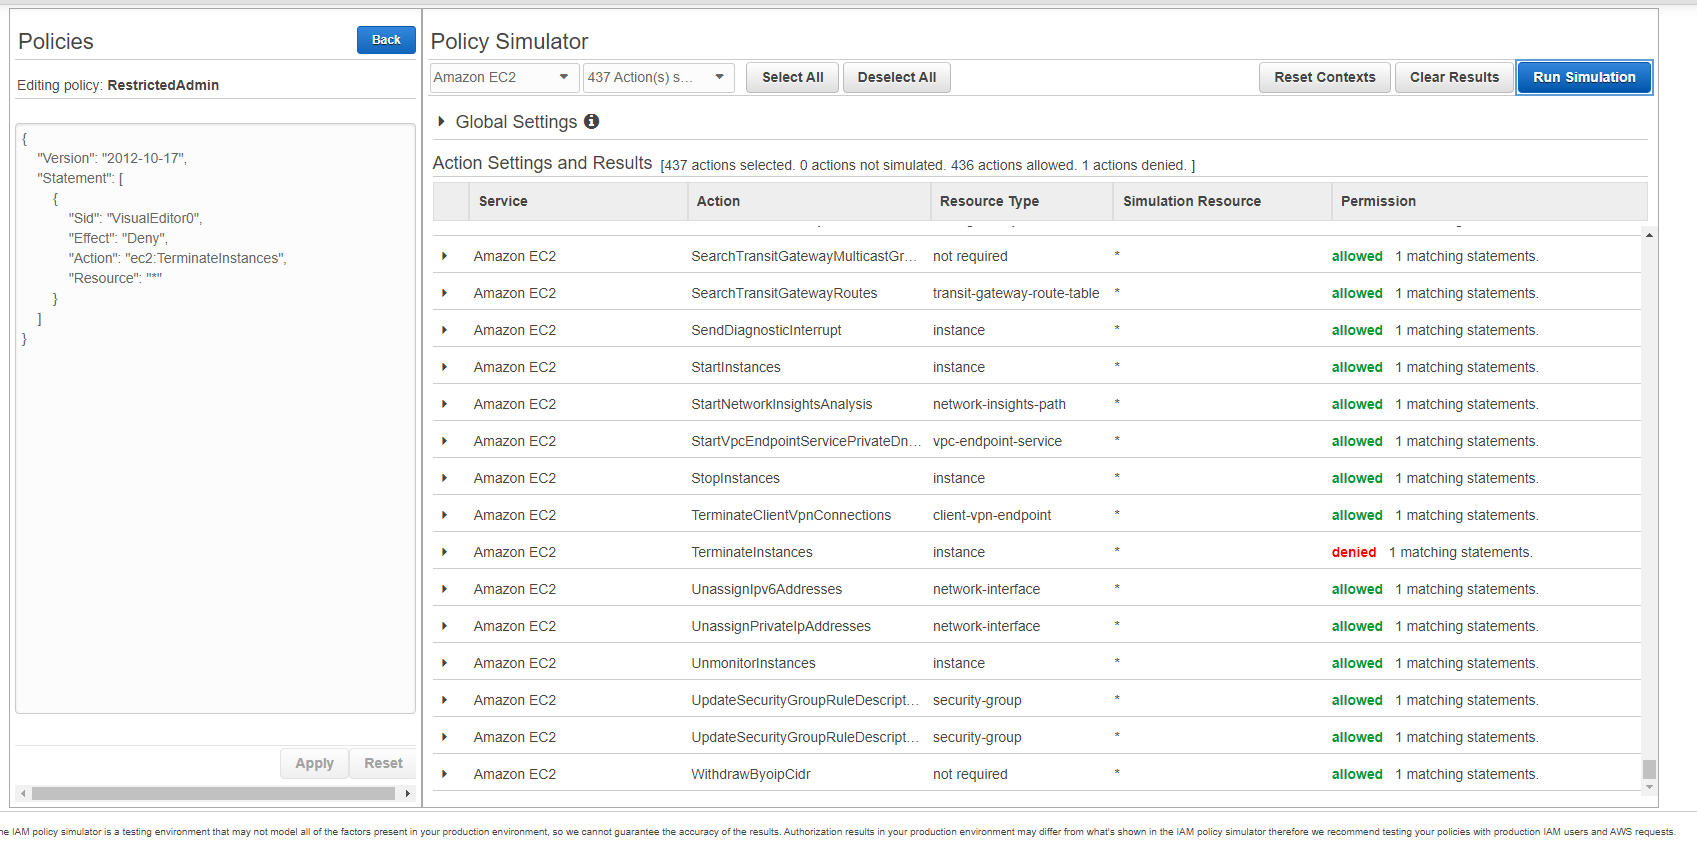 Policies
Back
Editing policy: RestrictedAdmin
{
"Version": "2012-10-17",
"Statement": [
{
"Sid": "VisualEditor0",
"Effect": "Deny",
"Action": "ec2:TerminateInstances",
"Resource": "*"
}
]
}
Apply Reset
Policy Simulator
Amazon EC2 437 Action(s) s... Select All Deselect All Reset Contexts Clear Results Run Simulation
Global Settings
Action Settings and Results [437 actions selected. 0 actions not simulated. 436 actions allowed. 1 actions denied. ]
Service Action Resource Type Simulation Resource Permission
Amazon EC2 SearchTransitGatewayMulticastGr... not required * allowed 1 matching statements.
Amazon EC2 SearchTransitGatewayRoutes transit-gateway-route-table * allowed 1 matching statements.
Amazon EC2 SendDiagnosticInterrupt instance * allowed 1 matching statements.
Amazon EC2 StartInstances instance * allowed 1 matching statements.
Amazon EC2 StartNetworkInsightsAnalysis network-insights-path * allowed 1 matching statements.
Amazon EC2 StartVpcEndpointServicePrivateDn... vpc-endpoint-service * allowed 1 matching statements.
Amazon EC2 StopInstances instance * allowed 1 matching statements.
Amazon EC2 TerminateClientVpnConnections client-vpn-endpoint * allowed 1 matching statements.
Amazon EC2 TerminateInstances instance * denied 1 matching statements.
Amazon EC2 UnassignIpv6Addresses network-interface * allowed 1 matching statements.
Amazon EC2 UnassignPrivateIpAddresses network-interface * allowed 1 matching statements.
Amazon EC2 UnmonitorInstances instance * allowed 1 matching statements.
Amazon EC2 UpdateSecurityGroupRuleDescript... security-group * allowed 1 matching statements.
Amazon EC2 UpdateSecurityGroupRuleDescript... security-group * allowed 1 matching statements.
Amazon EC2 WithdrawByoipCidr not required * allowed 1 matching statements.
he IAM policy simulator is a testing environment that may not model all of the factors present in your production environment, so we cannot guarantee the accuracy of the results. Authorization results in your production environment may differ from what's shown in the IAM policy simulator therefore we recommend testing your policies with production IAM users and AWS requests.